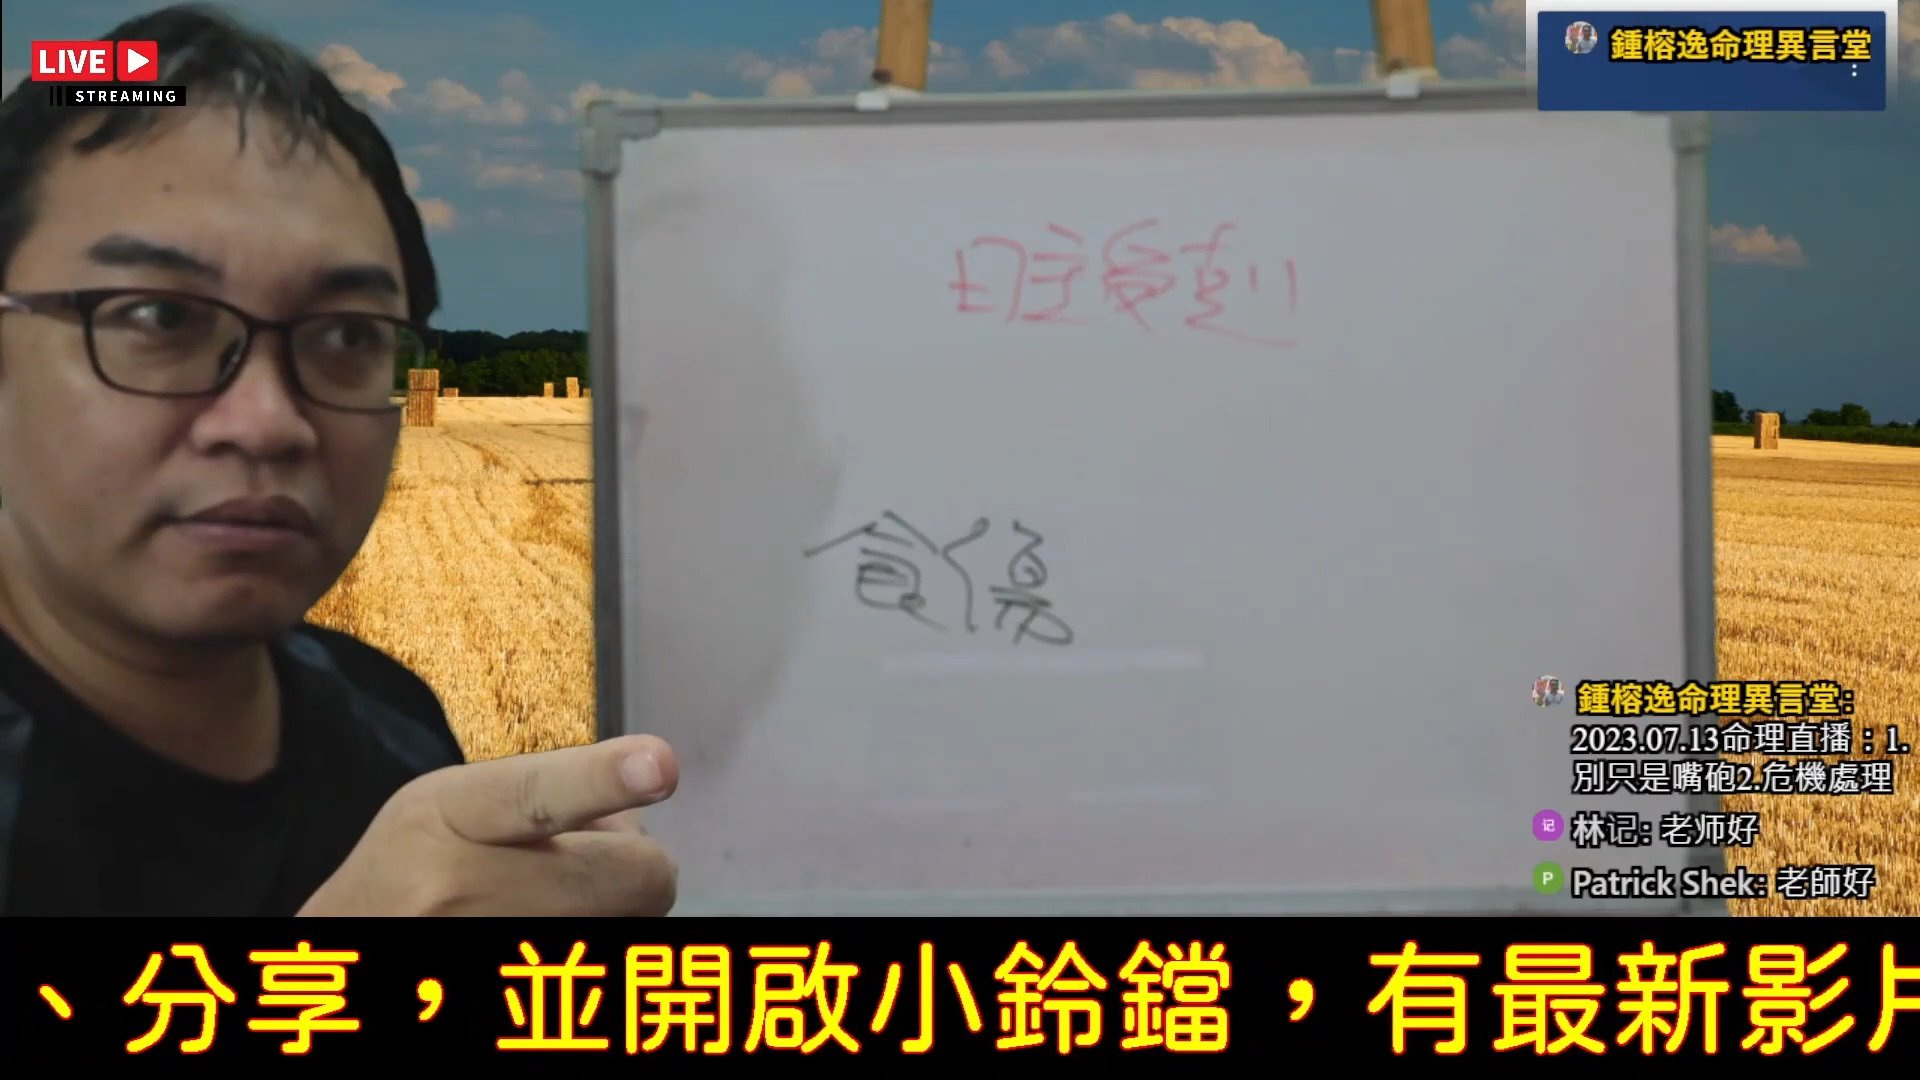 LIVE
STREAMING
鍾榕逸命理異言堂
日主受剋
食傷
鍾榕逸命理異言堂:
2023.07.13命理直播：1.
別只是嘴砲2.危機處理
记
林记: 老师好
P
Patrick Shek: 老師好
、分享，並開啟小鈴鐺，有最新影片